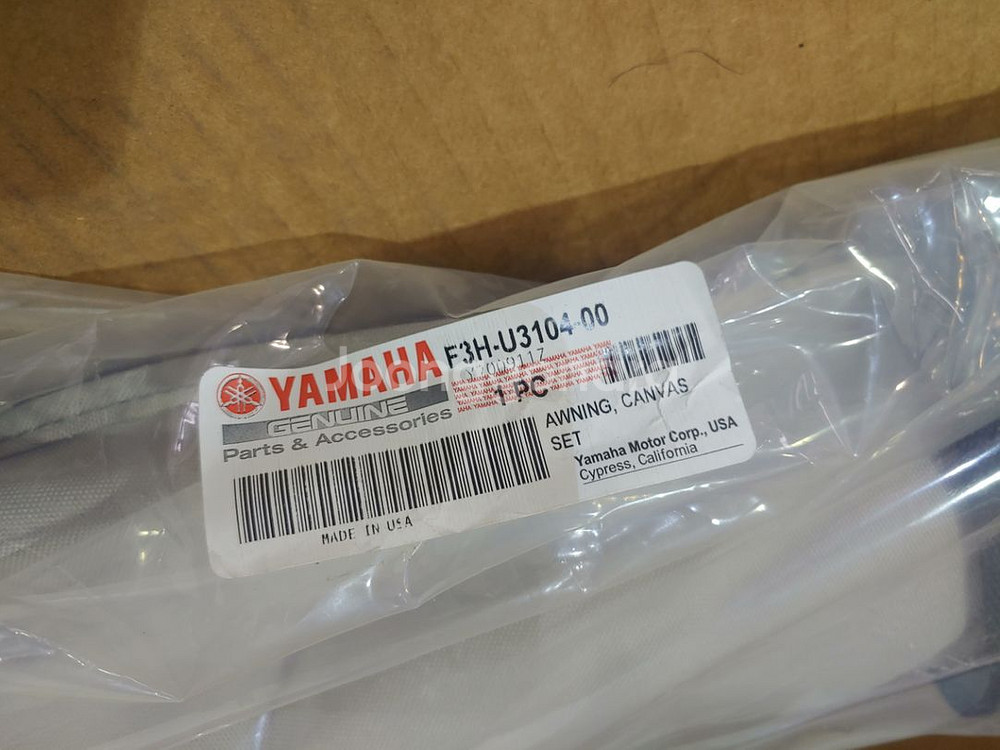 YAMAHA
GENUINE
Parts & Accessories
F3H-U3104-00
1 PC
AWNING, CANVAS
SET
Yamaha Motor Corp., USA
Cypress, California
MADE IN USA